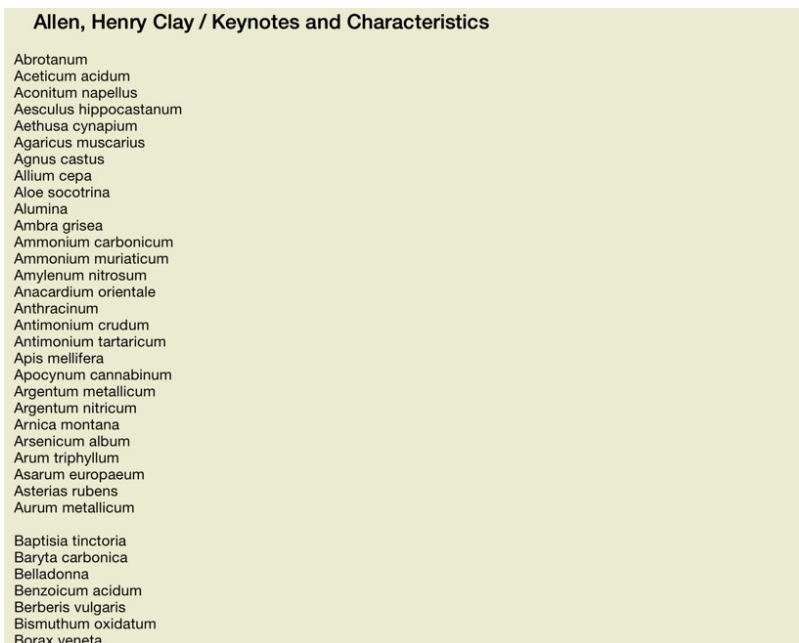 Allen, Henry Clay / Keynotes and Characteristics
Abrotanum
Aceticum acidum
Aconitum napellus
Aesculus hippocastanum
Aethusa cynapium
Agaricus muscarius
Agnus castus
Allium cepa
Aloe socotrina
Alumina
Ambra grisea
Ammonium carbonicum
Ammonium muriaticum
Amylenum nitrosum
Anacardium orientale
Anthracinum
Antimonium crudum
Antimonium tartaricum
Apis mellifera
Apocynum cannabinum
Argentum metallicum
Argentum nitricum
Arnica montana
Arsenicum album
Arum triphyllum
Asarum europaeum
Asterias rubens
Aurum metallicum
Baptisia tinctoria
Baryta carbonica
Belladonna
Benzoicum acidum
Berberis vulgaris
Bismuthum oxidatum
Borax veneta